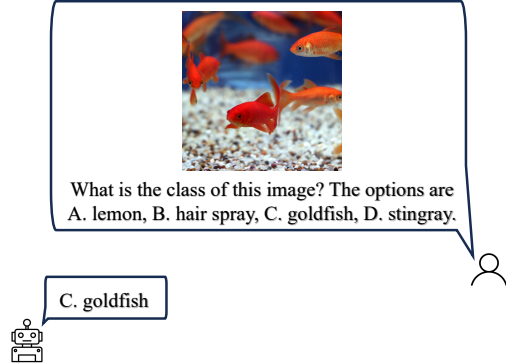 What is the class of this image? The options are
A. lemon, B. hair spray, C. goldfish, D. stingray.
C. goldfish